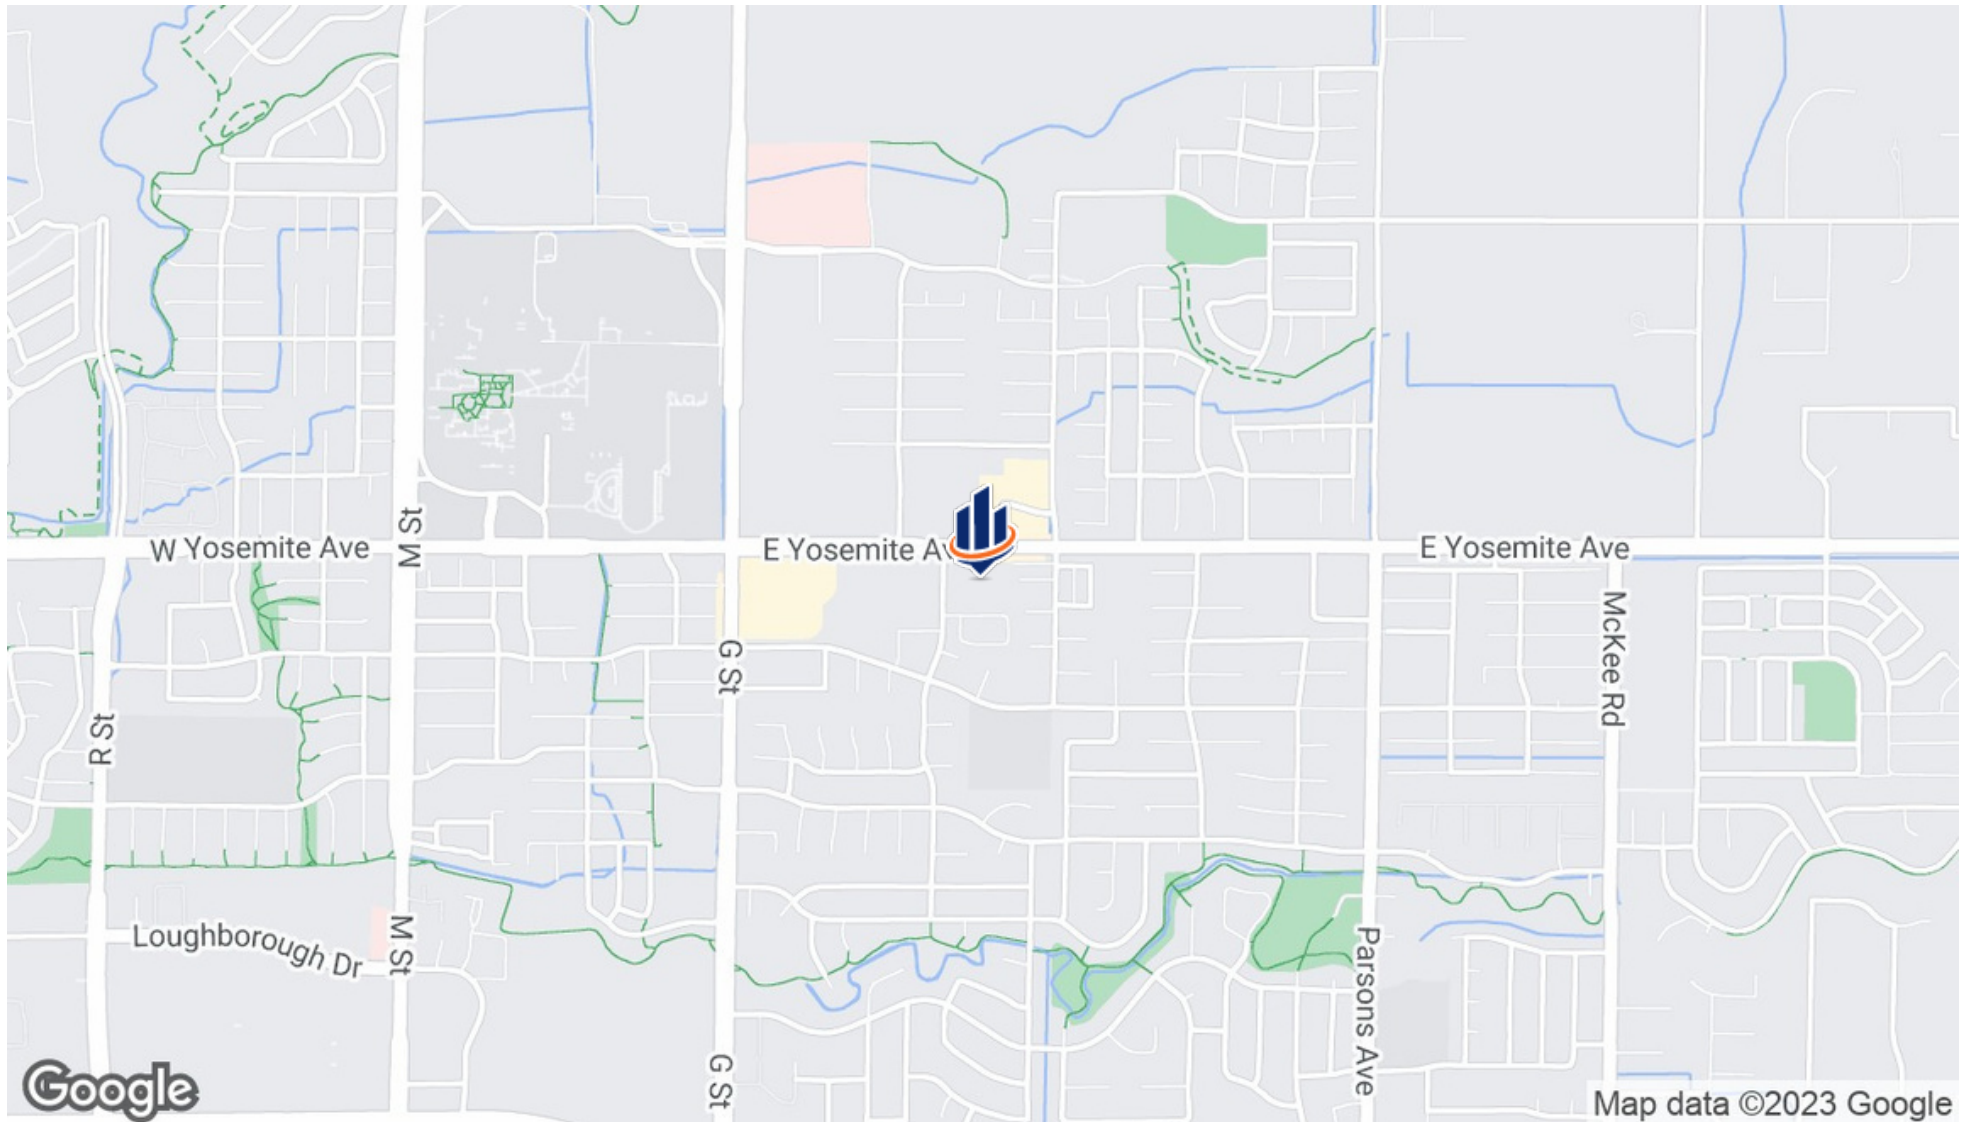 M St
W Yosemite Ave
E Yosemite Av
E Yosemite Ave
McKee Rd
G St
R St
Loughborough Dr
M St
Parsons Ave
G St
Google
Map data ©2023 Google